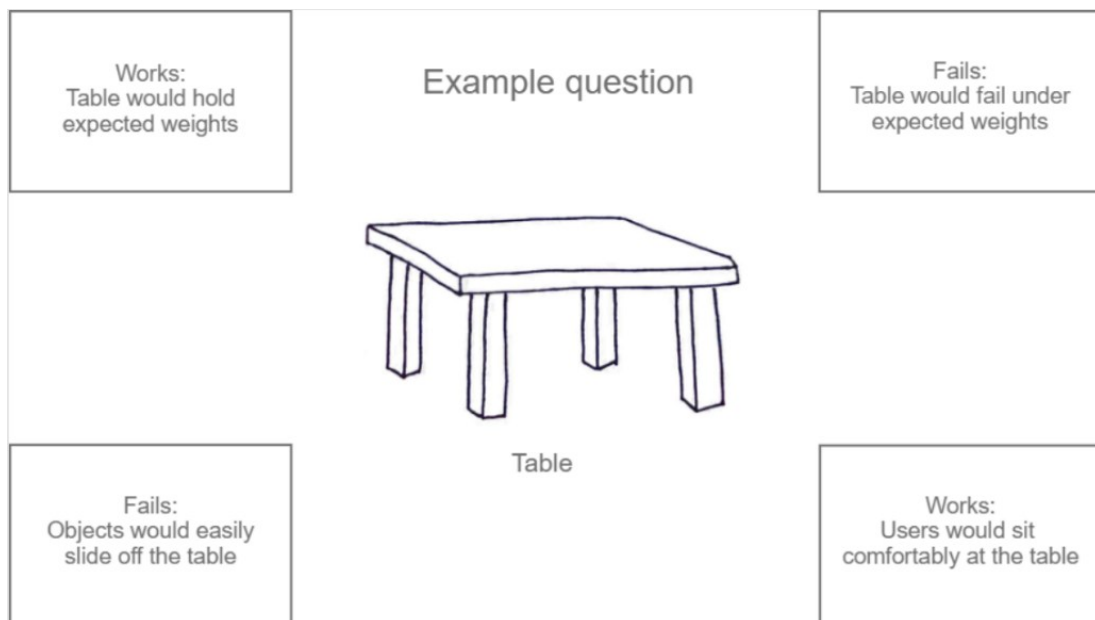 Works:
Table would hold
expected weights
Example question
Fails:
Table would fail under
expected weights
Table
Fails:
Objects would easily
slide off the table
Works:
Users would sit
comfortably at the table